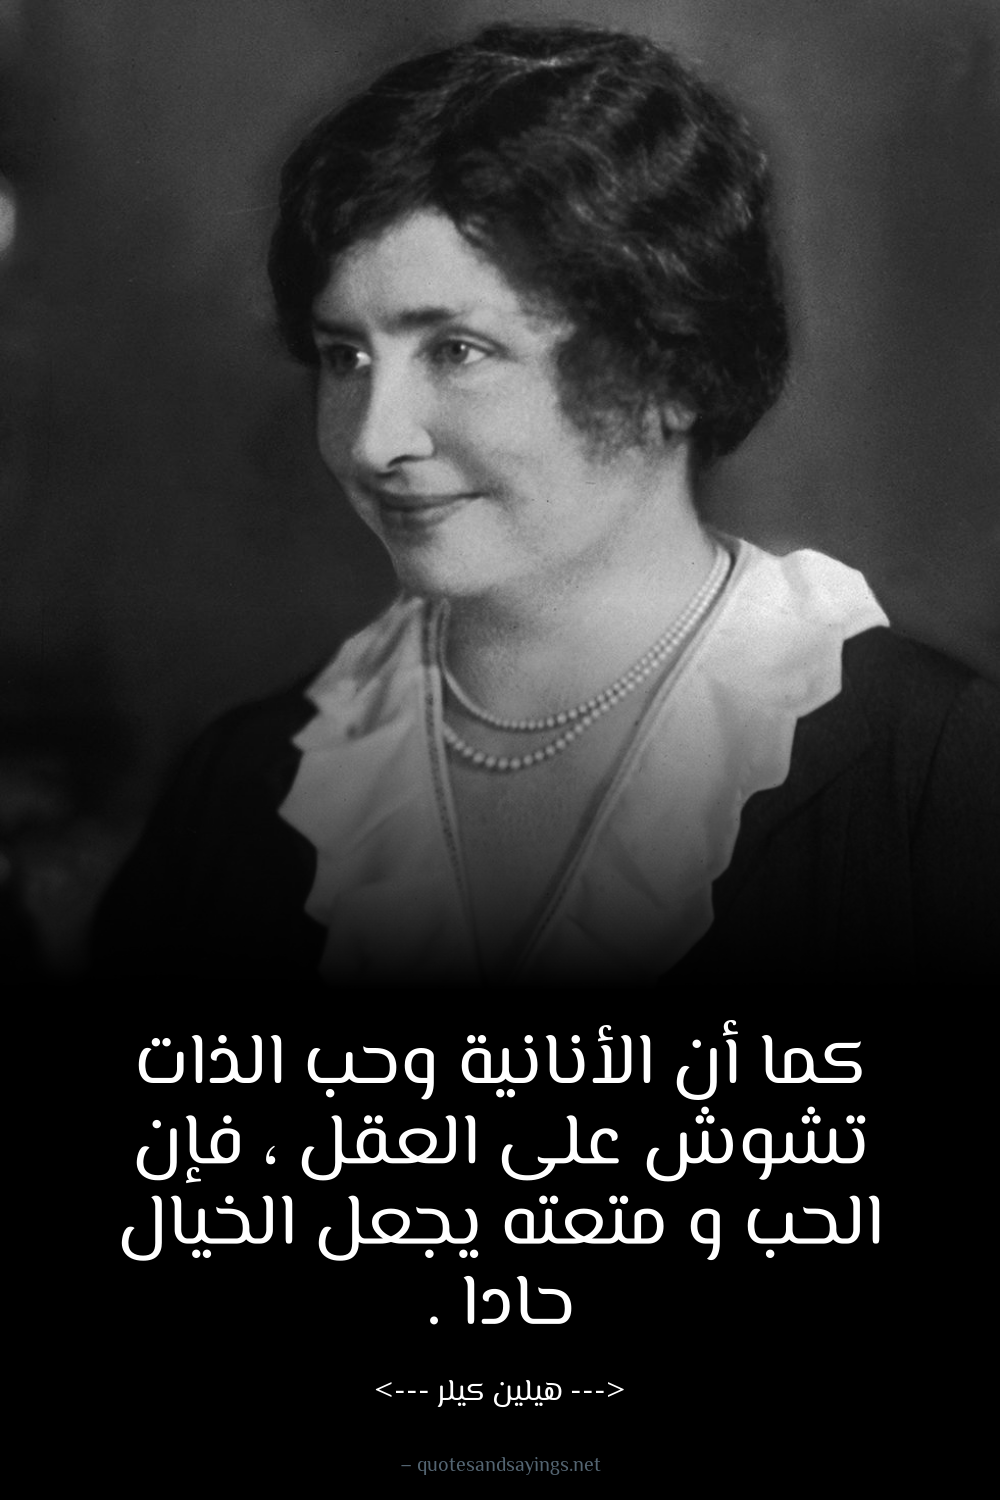 كما أن الأنانية وحب الذات
تشوش على العقل ، فإن
الحب و متعته يجعل الخيال
حادا .
<--- هيلين كيلر --->
– quotesandsayings.net